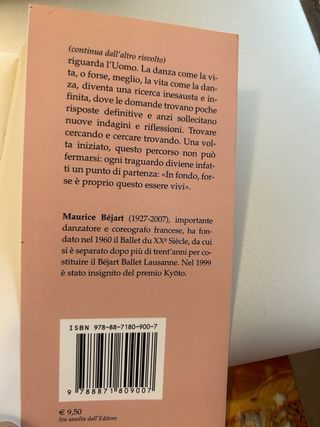 (continua dall'altro risvolto)
riguarda l'Uomo. La danza come la vi-
ta, o forse, meglio, la vita come la dan-
za, diventa una ricerca inesausta e in-
finita, dove le domande trovano poche
risposte definitive e anzi sollecitano
nuove indagini e riflessioni. Trovare
cercando e cercare trovando. Una vol-
ta iniziato, questo percorso non può
fermarsi: ogni traguardo diviene infat-
ti un punto di partenza: «In fondo, for-
se è proprio questo essere vivi».
Maurice Béjart (1927-2007), importante
danzatore e coreografo francese, ha fon-
dato nel 1960 il Ballet du XXe Siècle, da cui
si è separato dopo più di trent'anni per co-
stituire il Béjart Ballet Lausanne. Nel 1999
è stato insignito del premio Kyōto.
ISBN 978-88-7180-900-7
9 788871 809007
€ 9,50
Iva assolta dall'Editore